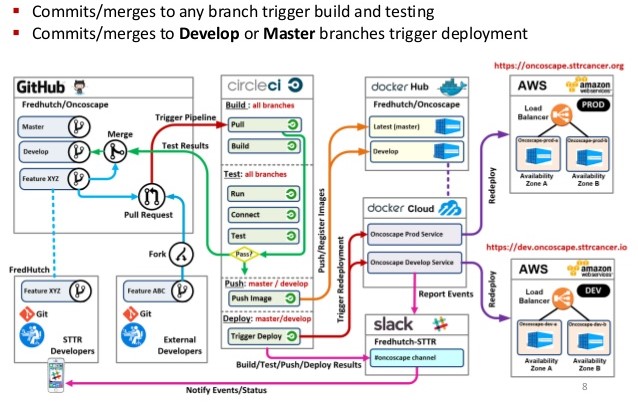 Commits/merges to any branch trigger build and testing
Commits/merges to Develop or Master branches trigger deployment
https://oncoscape.sttrcancer.org
GitHub
Fredhutch/Oncoscape
Master
Develop
Feature XYZ
Merge
Pull Request
Fork
Trigger Pipeline
Test Results
circleci
Build : all branches
Pull
Build
Test: all branches
Run
Connect
Test
Pass?
Push: master / develop
Push Image
Deploy: master/develop
Trigger Deploy
Push/Register Images
Trigger Redeployment
docker Hub
Fredhutch/Oncoscape
Latest (master)
Develop
docker Cloud
Oncoscape Prod Service
Oncoscape Develop Service
Report Events
Redeploy
Redeploy
AWS
amazon
webservices
PROD
Load
Balancer
Oncoscape-prod-a
Oncoscape-prod-b
Availability
Zone A
Availability
Zone B
https://dev.oncoscape.sttrcancer.io
AWS
amazon
webservices
DEV
Load
Balancer
Oncoscape-dev-a
Oncoscape-dev-b
Availability
Zone A
Availability
Zone B
FredHutch
Feature XYZ
Git
STTR
Developers
Feature ABC
Git
External
Developers
slack
Fredhutch-STTR
#oncoscape channel
Build/Test/Push/Deploy Results
Notify Events/Status
8